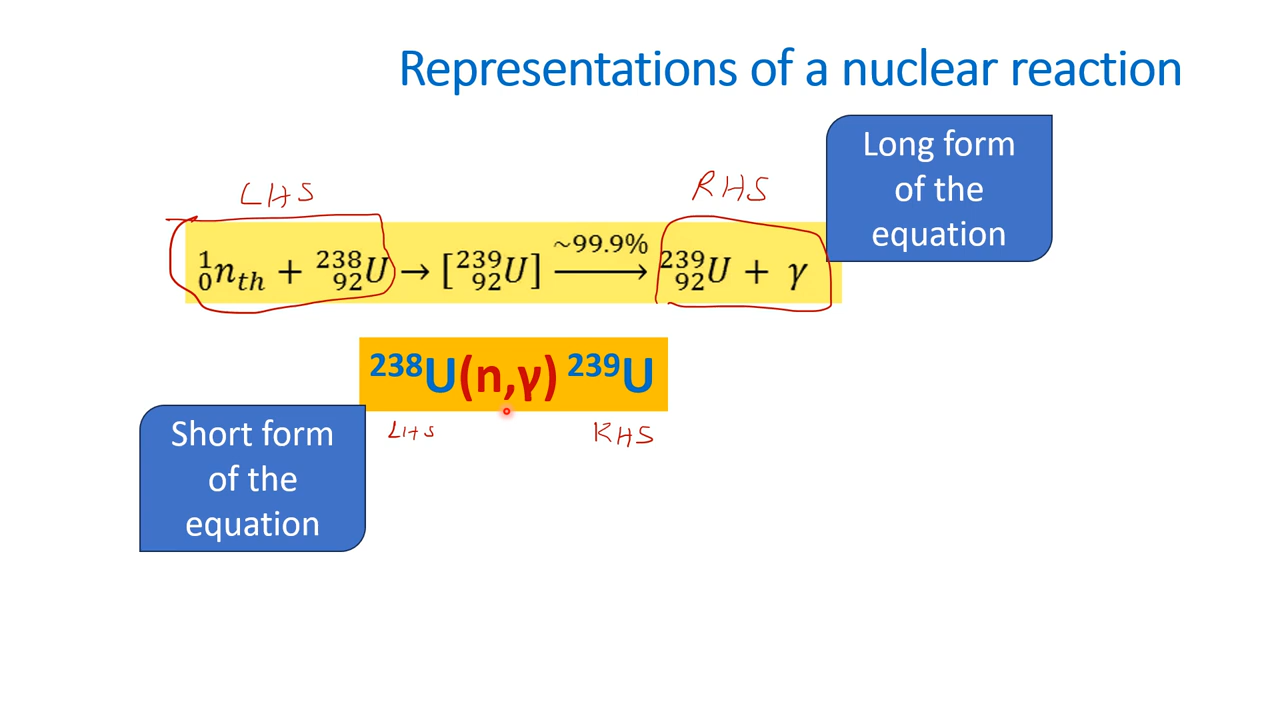 Representations of a nuclear reaction
Long form
of the
equation
LHS
RHS
¹₀n_th + ²³⁸₉₂U → [²³⁹₉₂U] →(~99.9%) ²³⁹₉₂U + γ
²³⁸U(n,γ) ²³⁹U
LHS
RHS
Short form
of the
equation